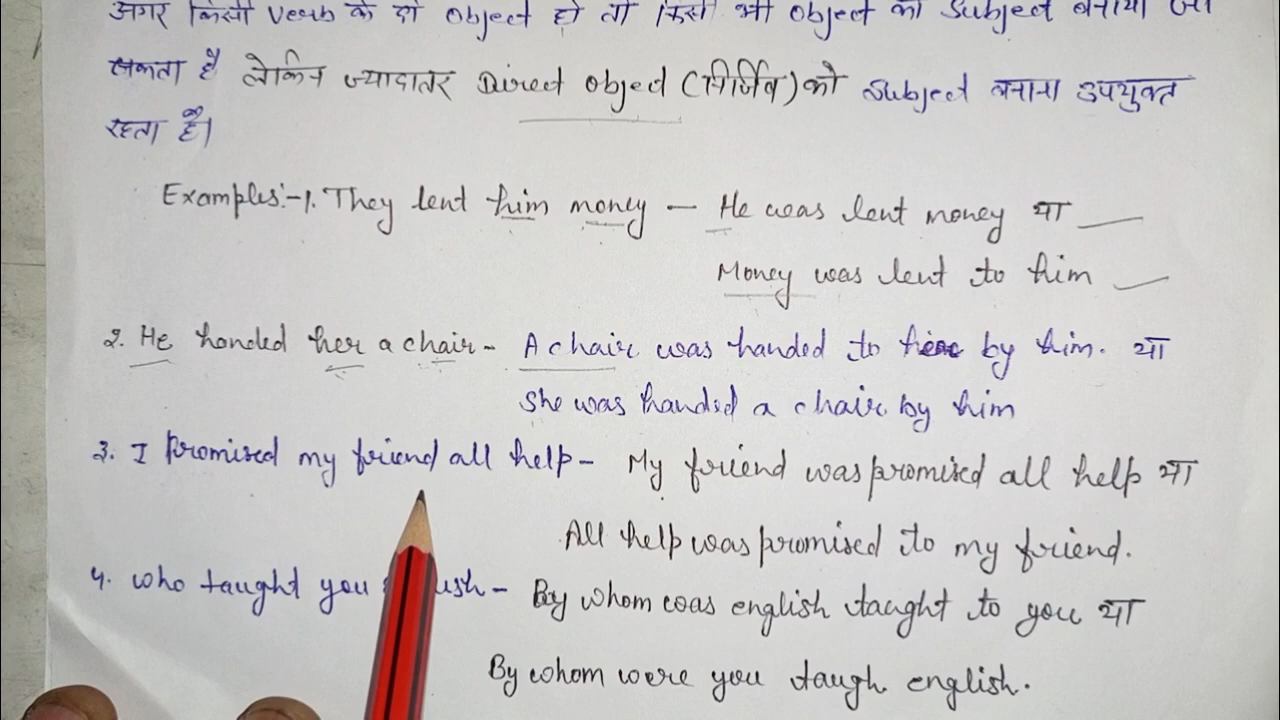 अगर किसी Verb के दो object हो तो किसी भी object को Subject बनाया जा
सकता है लेकिन ज्यादातर Direct object (निर्जिव) को Subject बनाना उपयुक्त
रहता है।
Examples:-1. They lent him money — He was lent money या —
Money was lent to him —
2. He handed her a chair - A chair was handed to her by him. या
She was handed a chair by him
3. I Promised my friend all help - My friend was promised all help या
All help was promised to my friend.
4. who taught you - By whom was english taught to you या
By whom were you taugh english.